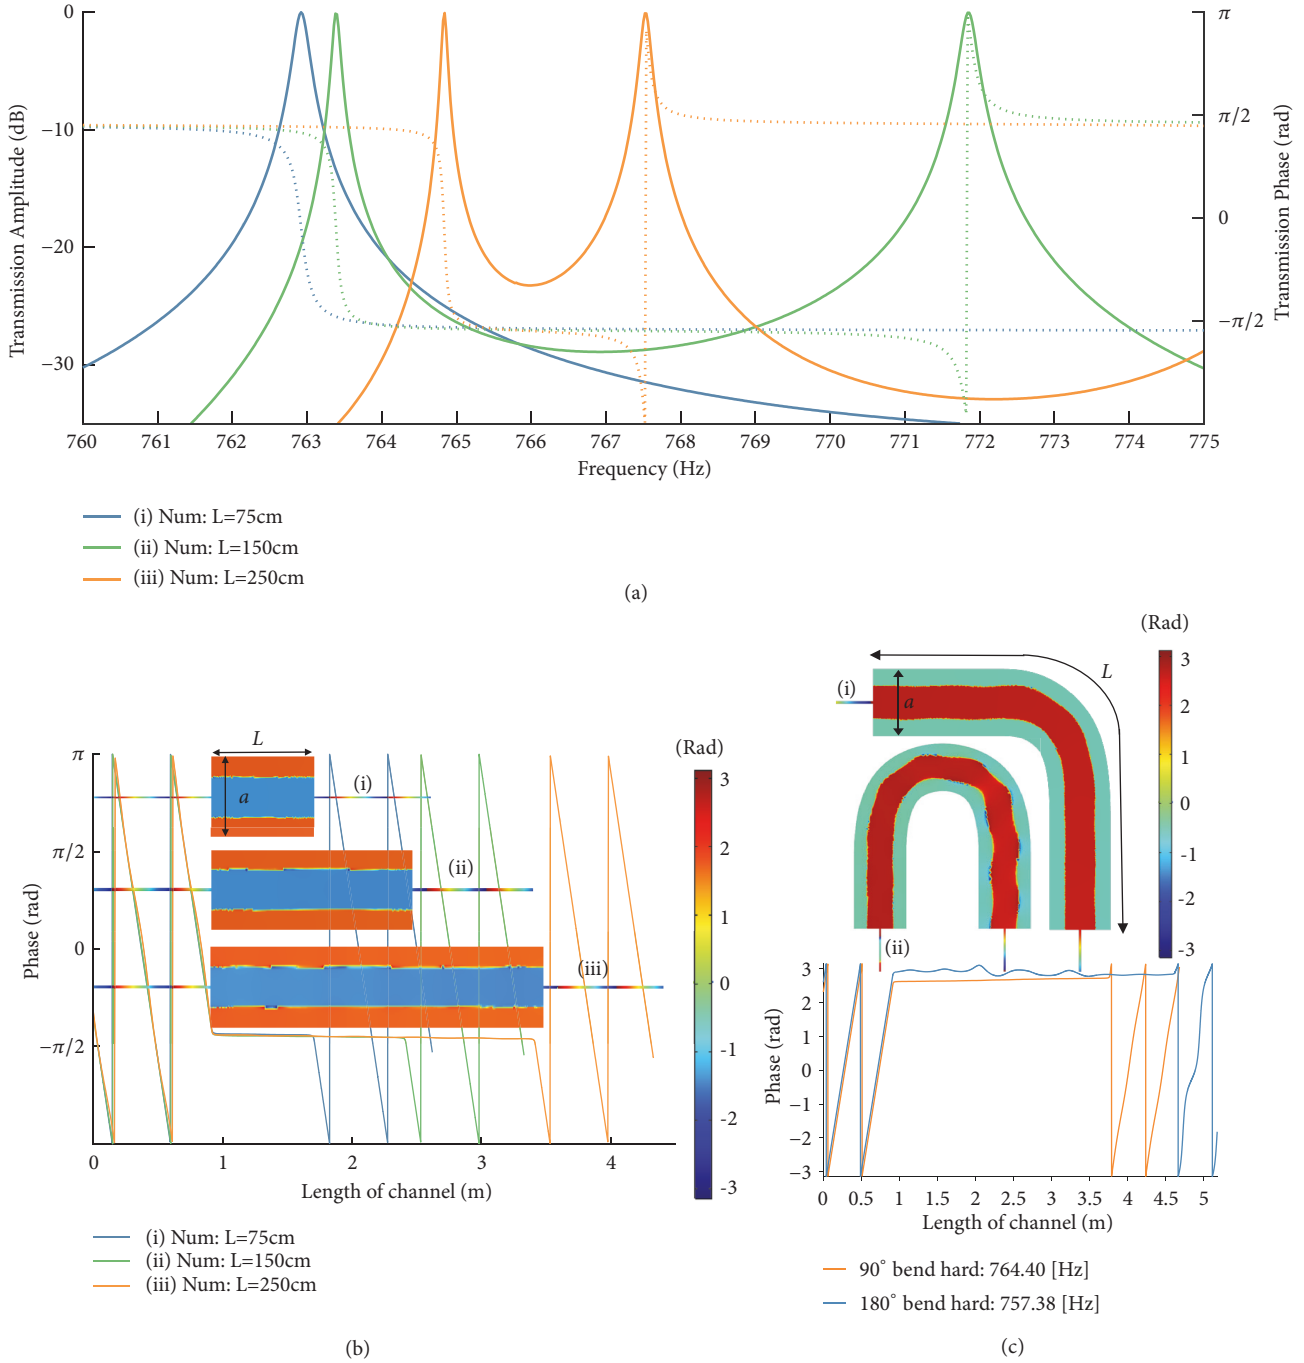 0
−10
−20
−30
Transmission Amplitude (dB)
π
π/2
0
−π/2
Transmission Phase (rad)
760 761 762 763 764 765 766 767 768 769 770 771 772 773 774 775
Frequency (Hz)
(i) Num: L=75cm
(ii) Num: L=150cm
(iii) Num: L=250cm
(a)
π
π/2
0
−π/2
Phase (rad)
L
a
(i)
(ii)
(iii)
0 1 2 3 4
Length of channel (m)
(Rad)
3
2
1
0
-1
-2
-3
(i) Num: L=75cm
(ii) Num: L=150cm
(iii) Num: L=250cm
(b)
(Rad)
3
2
1
0
-1
-2
-3
L
(i)
a
(ii)
3
2
1
0
−1
−2
−3
Phase (rad)
0 0.5 1 1.5 2 2.5 3 3.5 4 4.5 5
Length of channel (m)
90° bend hard: 764.40 [Hz]
180° bend hard: 757.38 [Hz]
(c)